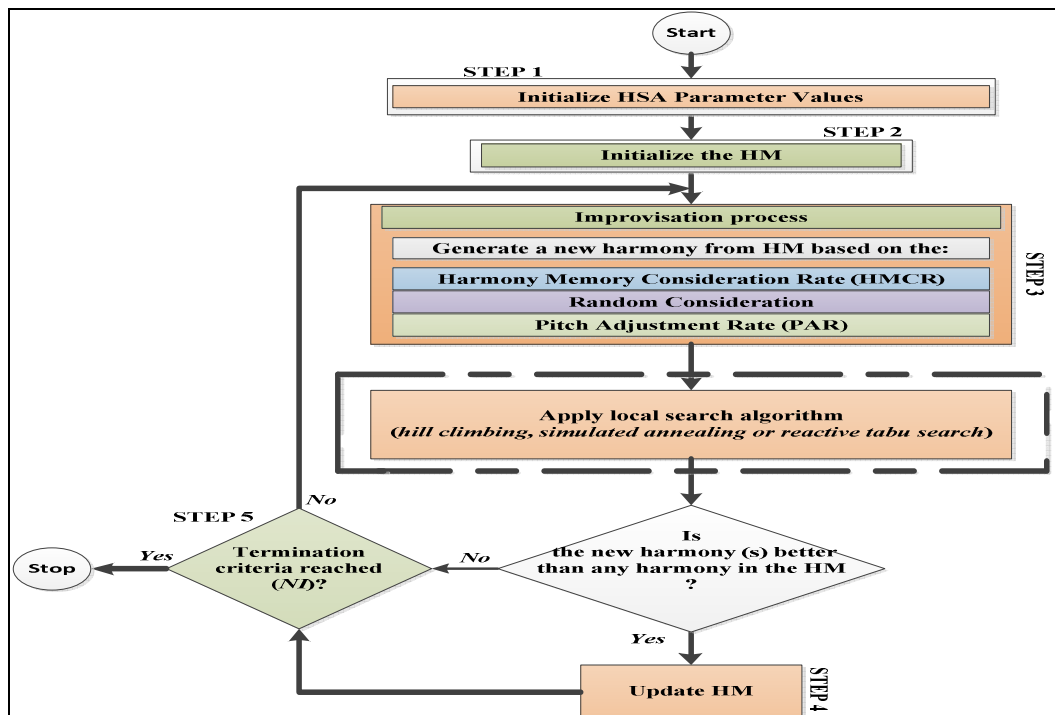 Start
STEP 1
Initialize HSA Parameter Values
STEP 2
Initialize the HM
Improvisation process
Generate a new harmony from HM based on the:
Harmony Memory Consideration Rate (HMCR)
Random Consideration
Pitch Adjustment Rate (PAR)
STEP 3
Apply local search algorithm
(hill climbing, simulated annealing or reactive tabu search)
Is
the new harmony (s) better
than any harmony in the HM
?
No
Yes
Update HM
STEP 4
STEP 5
Termination
criteria reached
(NI)?
No
Yes
Stop